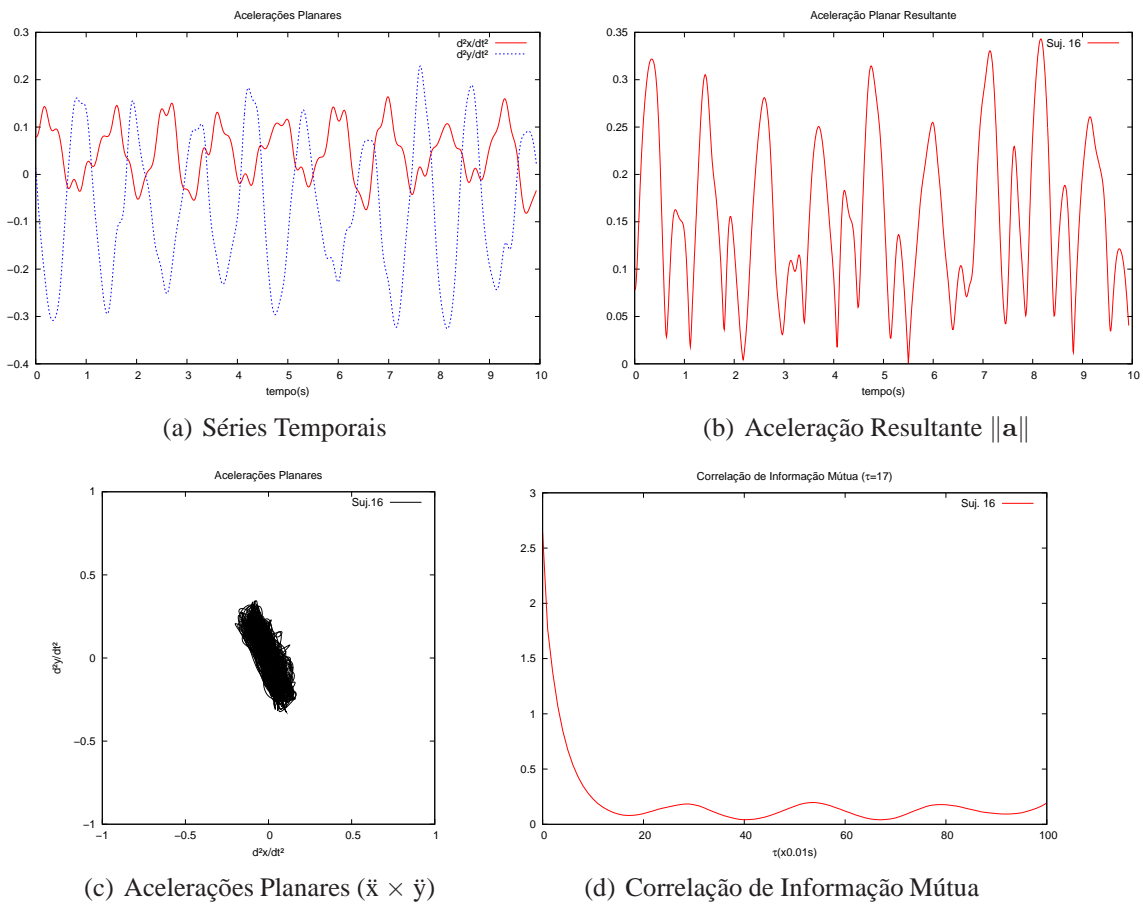 Acelerações Planares
d²x/dt²
d²y/dt²
0.3
0.2
0.1
0
−0.1
−0.2
−0.3
−0.4
0 1 2 3 4 5 6 7 8 9 10
tempo(s)
(a) Séries Temporais
Aceleração Planar Resultante
Suj. 16
0.35
0.3
0.25
0.2
0.15
0.1
0.05
0
0 1 2 3 4 5 6 7 8 9 10
tempo(s)
(b) Aceleração Resultante ‖a‖
Acelerações Planares
Suj.16
1
0.5
0
−0.5
−1
d²y/dt²
−1 −0.5 0 0.5 1
d²x/dt²
(c) Acelerações Planares (ẍ × ÿ)
Correlação de Informação Mútua (τ=17)
Suj. 16
3
2.5
2
1.5
1
0.5
0
0 20 40 60 80 100
τ(x0.01s)
(d) Correlação de Informação Mútua